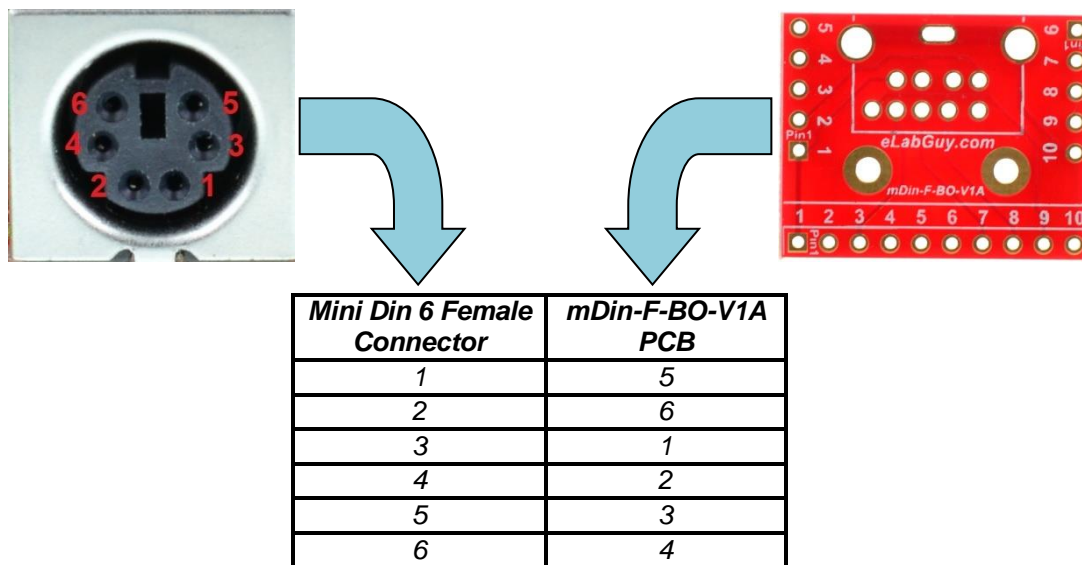 6 5
4 3
2 1
5
4
3
2
Pin1
1
6
Pin1
7
8
9
10
eLabGuy.com
mDin-F-BO-V1A
1 2 3 4 5 6 7 8 9 10
Pin1
Mini Din 6 Female
Connector
mDin-F-BO-V1A
PCB
1 5
2 6
3 1
4 2
5 3
6 4